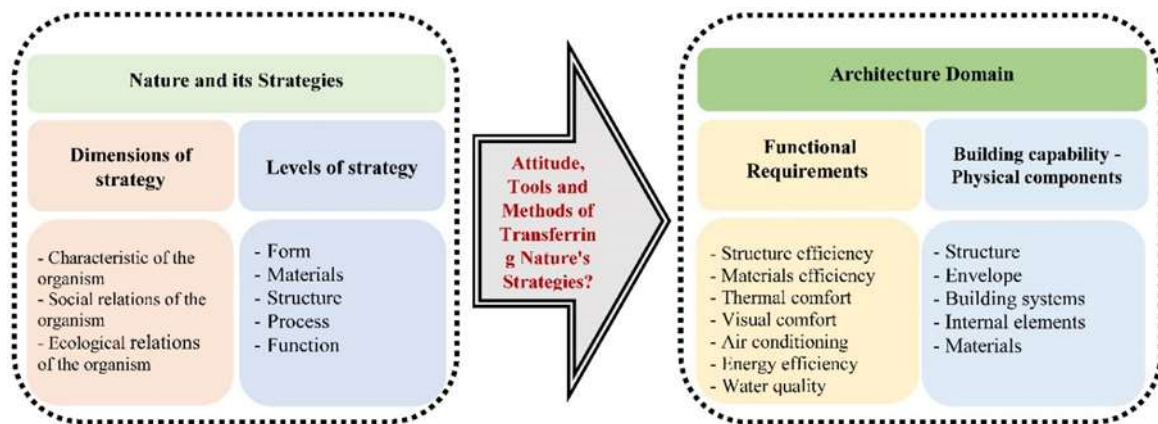 Nature and its Strategies
Dimensions of
strategy
Levels of strategy
- Characteristic of the
organism
- Social relations of the
organism
- Ecological relations
of the organism
- Form
- Materials
- Structure
- Process
- Function
Attitude,
Tools and
Methods of
Transferrin
g Nature's
Strategies?
Architecture Domain
Functional
Requirements
Building capability -
Physical components
- Structure efficiency
- Materials efficiency
- Thermal comfort
- Visual comfort
- Air conditioning
- Energy efficiency
- Water quality
- Structure
- Envelope
- Building systems
- Internal elements
- Materials